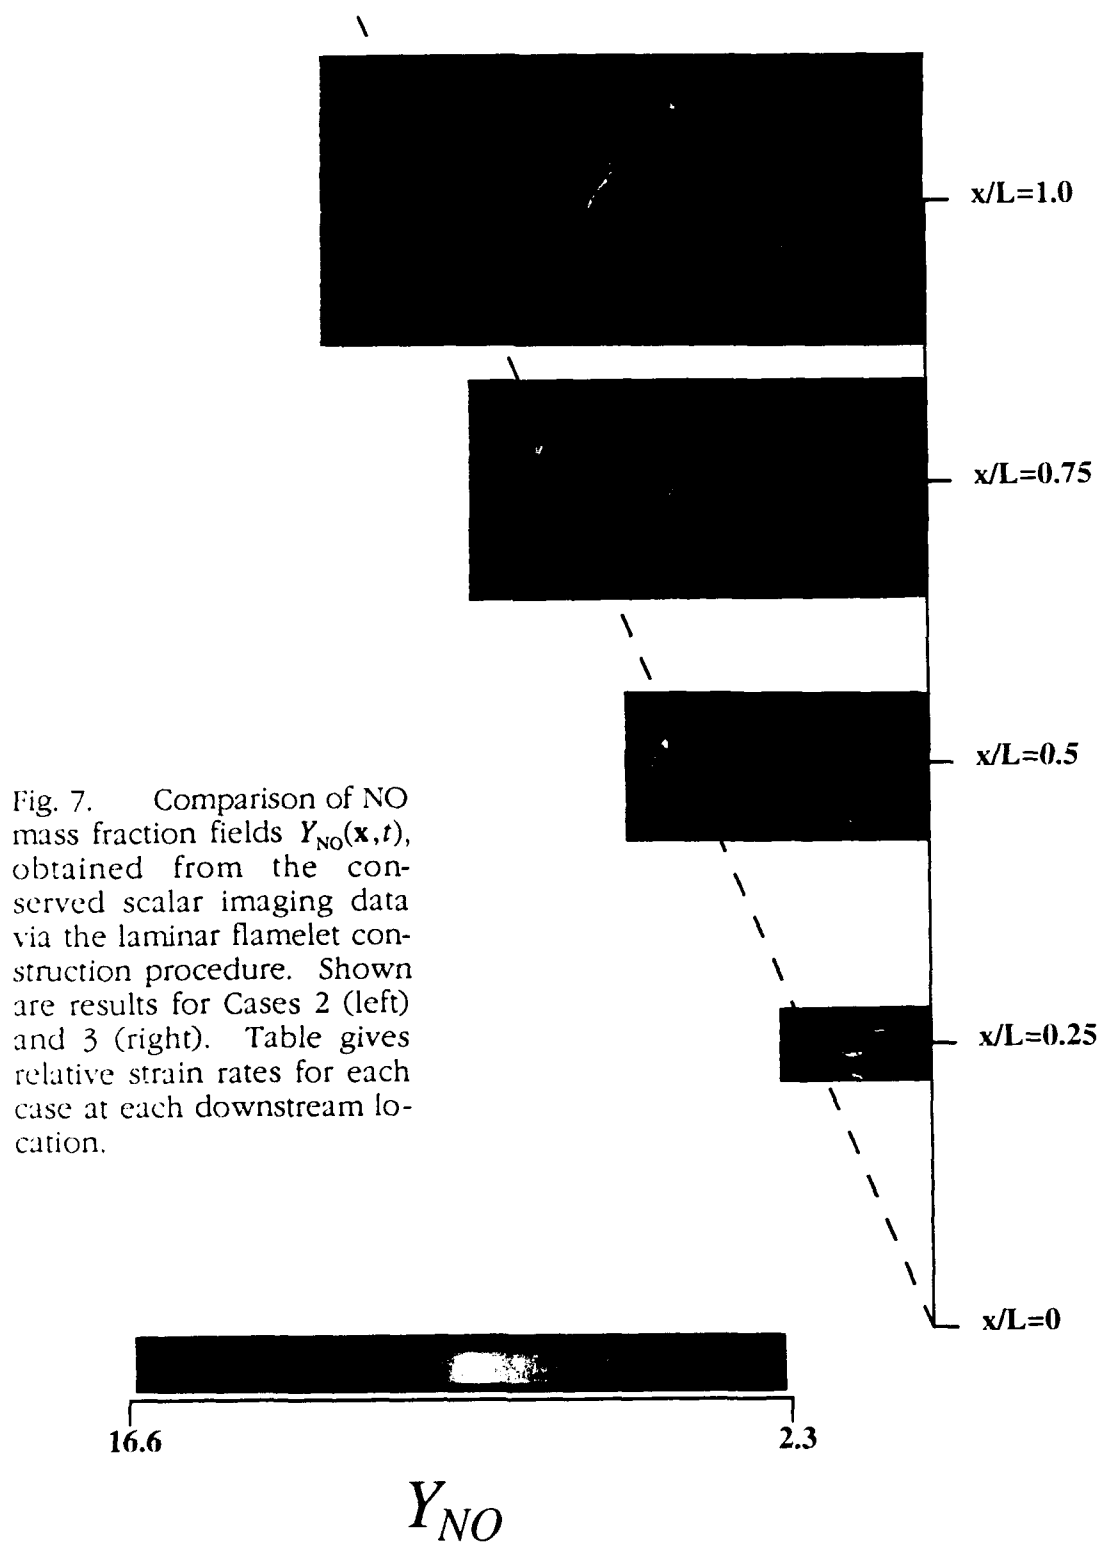 x/L=1.0
x/L=0.75
x/L=0.5
Fig. 7. Comparison of NO
mass fraction fields Y_NO(x,t),
obtained from the con-
served scalar imaging data
via the laminar flamelet con-
struction procedure. Shown
are results for Cases 2 (left)
and 3 (right). Table gives
relative strain rates for each
case at each downstream lo-
cation.
x/L=0.25
x/L=0
16.6
2.3
Y_NO